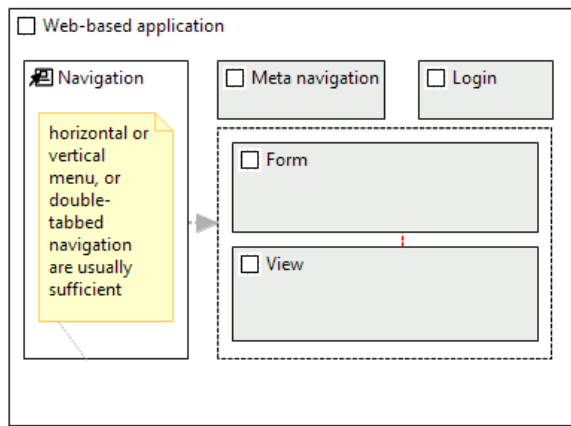 Web-based application
Navigation
Meta navigation
Login
horizontal or
vertical
menu, or
double-
tabbed
navigation
are usually
sufficient
Form
View